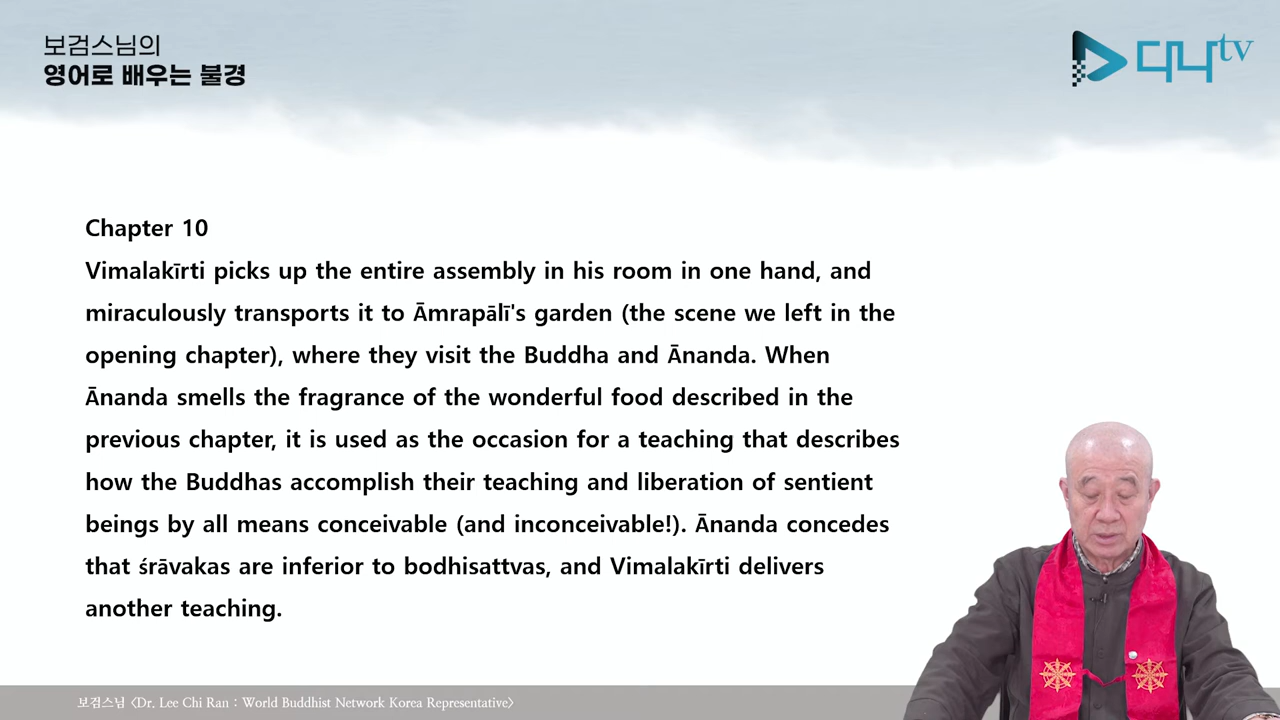 보검스님의
영어로 배우는 불경
다나tv
Chapter 10
Vimalakīrti picks up the entire assembly in his room in one hand, and
miraculously transports it to Āmrapālī's garden (the scene we left in the
opening chapter), where they visit the Buddha and Ānanda. When
Ānanda smells the fragrance of the wonderful food described in the
previous chapter, it is used as the occasion for a teaching that describes
how the Buddhas accomplish their teaching and liberation of sentient
beings by all means conceivable (and inconceivable!). Ānanda concedes
that śrāvakas are inferior to bodhisattvas, and Vimalakīrti delivers
another teaching.
보검스님 <Dr. Lee Chi Ran : World Buddhist Network Korea Representative>